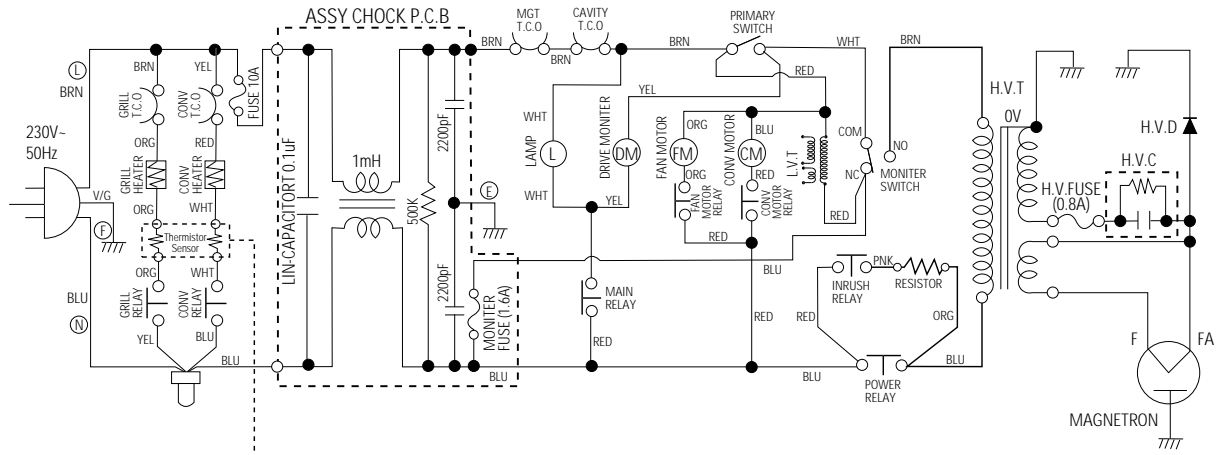 ASSY CHOCK P.C.B
MGT
T.C.O
CAVITY
T.C.O
PRIMARY
SWITCH
BRN
BRN
BRN
WHT
BRN
L
BRN
BRN
YEL
GRILL
T.C.O
CONV
T.C.O
FUSE 10A
230V~
50Hz
ORG
RED
GRILL
HEATER
CONV
HEATER
V/G
F
ORG
WHT
Thermistor
Sensor
ORG
WHT
BLU
N
GRILL
RELAY
CONV
RELAY
YEL
BLU
BLU
LIN-CAPACITORT 0.1uF
1mH
500K
2200pF
2200pF
E
MONITER
FUSE (1.6A)
BLU
BLU
WHT
LAMP
L
WHT
YEL
DRIVE MONITER
DM
YEL
MAIN
RELAY
RED
RED
FAN MOTOR
ORG
FM
ORG
FAN
MOTOR
RELAY
RED
CONV MOTOR
BLU
CM
RED
CONV MOTOR
RELAY
L.V.T
RED
COM
NC
NO
MONITER
SWITCH
RED
BLU
PNK
INRUSH
RELAY
RESISTOR
RED
ORG
POWER
RELAY
BLU
H.V.T
0V
H.V.FUSE
(0.8A)
H.V.C
H.V.D
F
FA
MAGNETRON